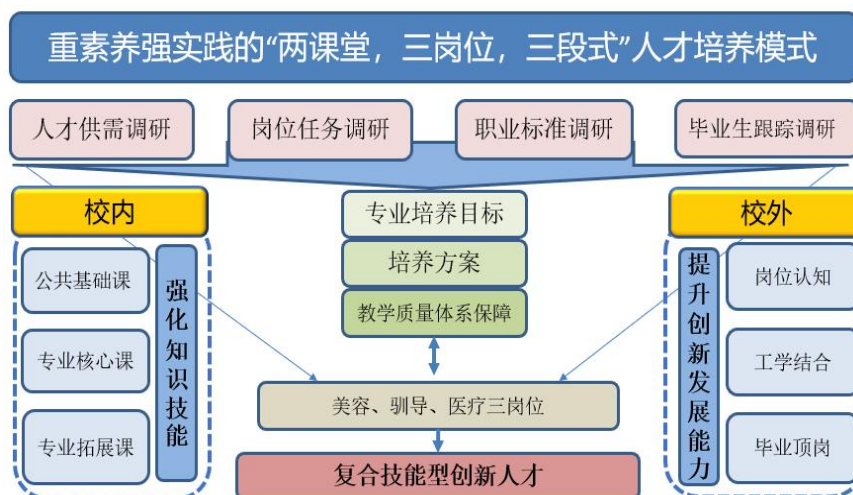 重素养强实践的“两课堂，三岗位，三段式”人才培养模式
人才供需调研
岗位任务调研
职业标准调研
毕业生跟踪调研
校内
公共基础课
专业核心课
专业拓展课
强化知识技能
专业培养目标
培养方案
教学质量体系保障
美容、驯导、医疗三岗位
复合技能型创新人才
校外
提升创新发展能力
岗位认知
工学结合
毕业顶岗